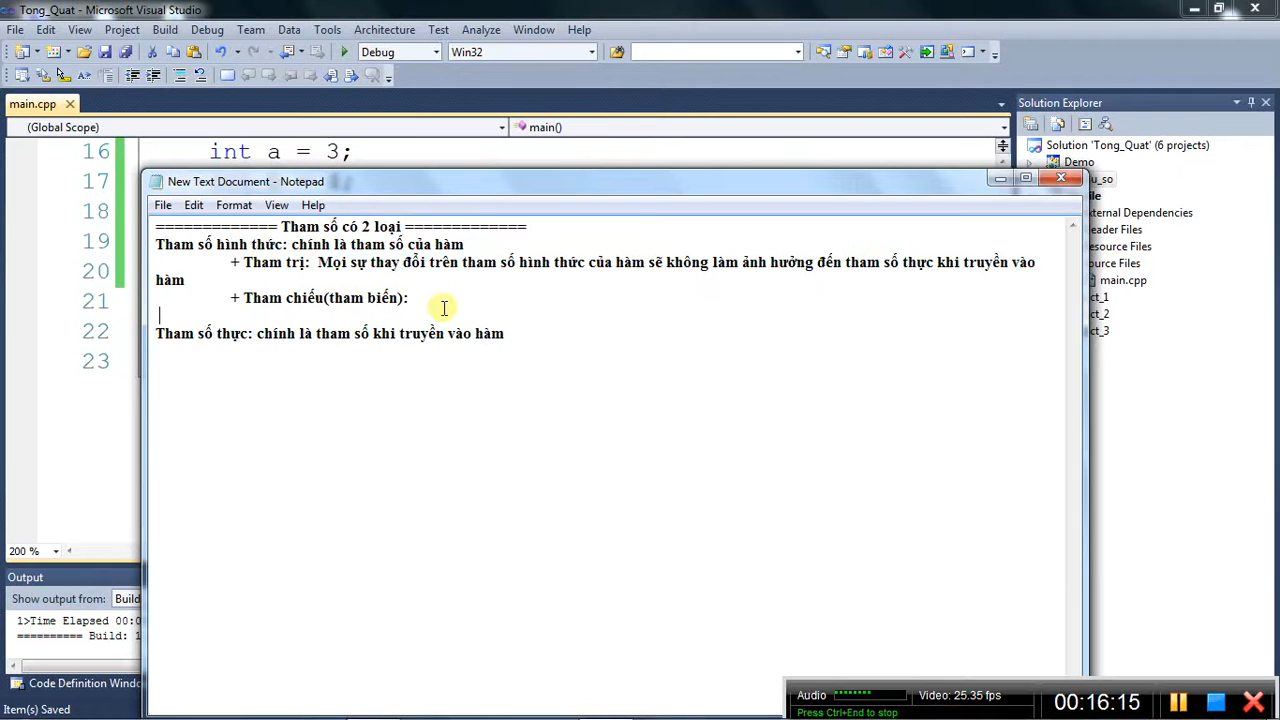 Tong_Quat - Microsoft Visual Studio
File Edit View Project Build Debug Team Data Tools Architecture Test Analyze Window Help
Debug Win32
main.cpp
Solution Explorer
(Global Scope) main()
16 int a = 3;
17
18
19
20
21
22
23
Solution 'Tong_Quat' (6 projects)
Demo
u_so
file
xternal Dependencies
eader Files
esource Files
ource Files
main.cpp
ct_1
ct_2
ct_3
New Text Document - Notepad
File Edit Format View Help
============= Tham số có 2 loại =============
Tham số hình thức: chính là tham số của hàm
+ Tham trị: Mọi sự thay đổi trên tham số hình thức của hàm sẽ không làm ảnh hưởng đến tham số thực khi truyền vào
hàm
+ Tham chiếu(tham biến):
Tham số thực: chính là tham số khi truyền vào hàm
200 %
Output
Show output from: Build
1>Time Elapsed 00:0
========== Build: 1
Code Definition Windo
Item(s) Saved
Audio Video: 25.35 fps
Press Ctrl+End to stop
00:16:15